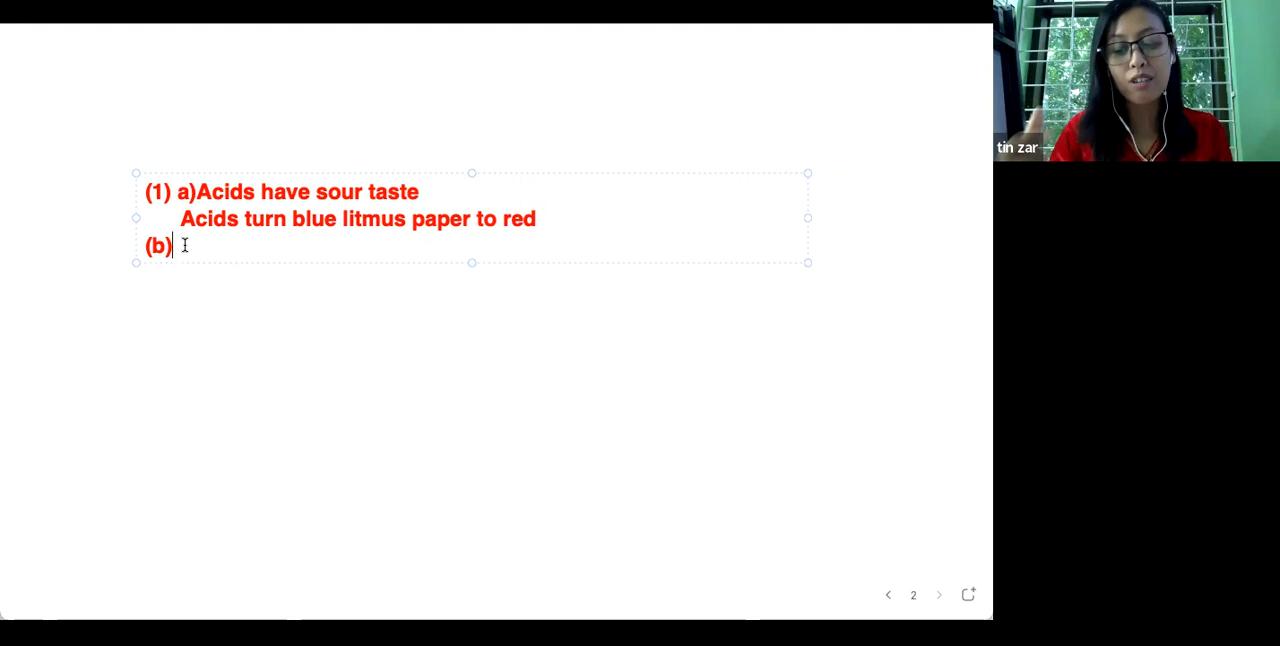 (1) a)Acids have sour taste
Acids turn blue litmus paper to red
(b)
tin zar
2